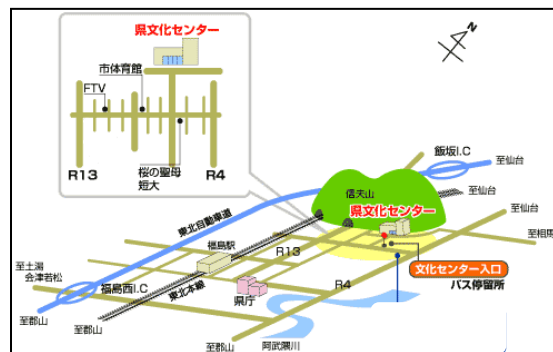 県文化センター
市体育館
FTV
R13
桜の聖母
短大
R4
N
飯坂I.C
至仙台
信夫山
至仙台
県文化センター
至仙台
東北自動車道
福島駅
R13
至相馬
文化センター入口
バス停留所
至土湯
会津若松
福島西I.C
東北本線
県庁
R4
至郡山
至郡山
阿武隈川
至郡山